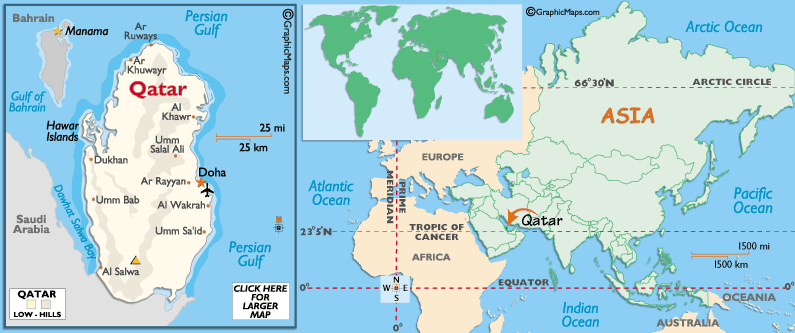 Bahrain
Manama
Persian
Gulf
©GraphicMaps.com
Ar
Ruways
Ar
Khuwayr
Qatar
Gulf of
Bahrain
Al
Khawr
Hawar
Islands
25 mi
25 km
Umm
Salal Ali
Dukhan
Doha
Ar Rayyan
Umm Bab
Al Wakrah
Dawhat Salwa Bay
Saudi
Arabia
Umm Sa'id
Persian
Gulf
Al Salwa
QATAR
LOW - HILLS
CLICK HERE
FOR
LARGER
MAP
©GraphicMaps.com
Arctic Ocean
66°30'N
ARCTIC CIRCLE
ASIA
EUROPE
Atlantic
Ocean
PRIME
MERIDIAN
Pacific
Ocean
Qatar
23°5'N
TROPIC OF
CANCER
AFRICA
1500 mi
1500 km
EQUATOR
0°
0°
N
W E
S
OCEANIA
Indian
Ocean
AUSTRALIA
0°